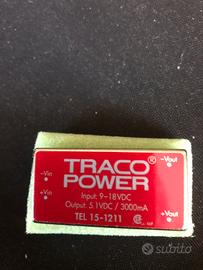 TRACO®
POWER
Input: 9-18VDC
Output: 5.1VDC / 3000mA
TEL 15-1211
-Vin
+Vin
-Vout
+Vout
subito